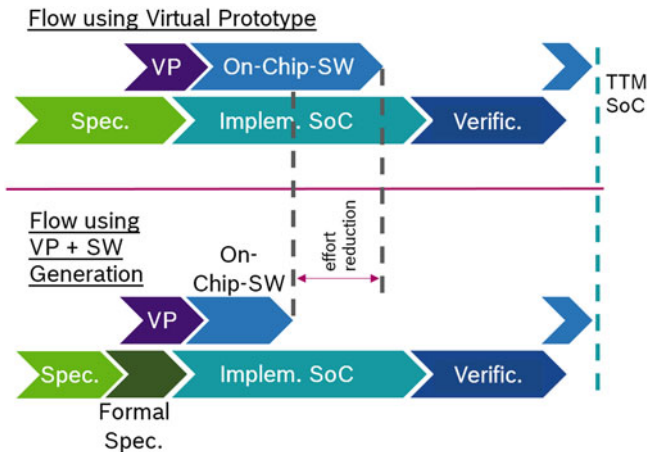 Flow using Virtual Prototype
VP
On-Chip-SW
TTM
SoC
Spec.
Implem. SoC
Verific.
Flow using
VP + SW
Generation
On-
Chip-SW
effort
reduction
VP
Spec.
Implem. SoC
Verific.
Formal
Spec.